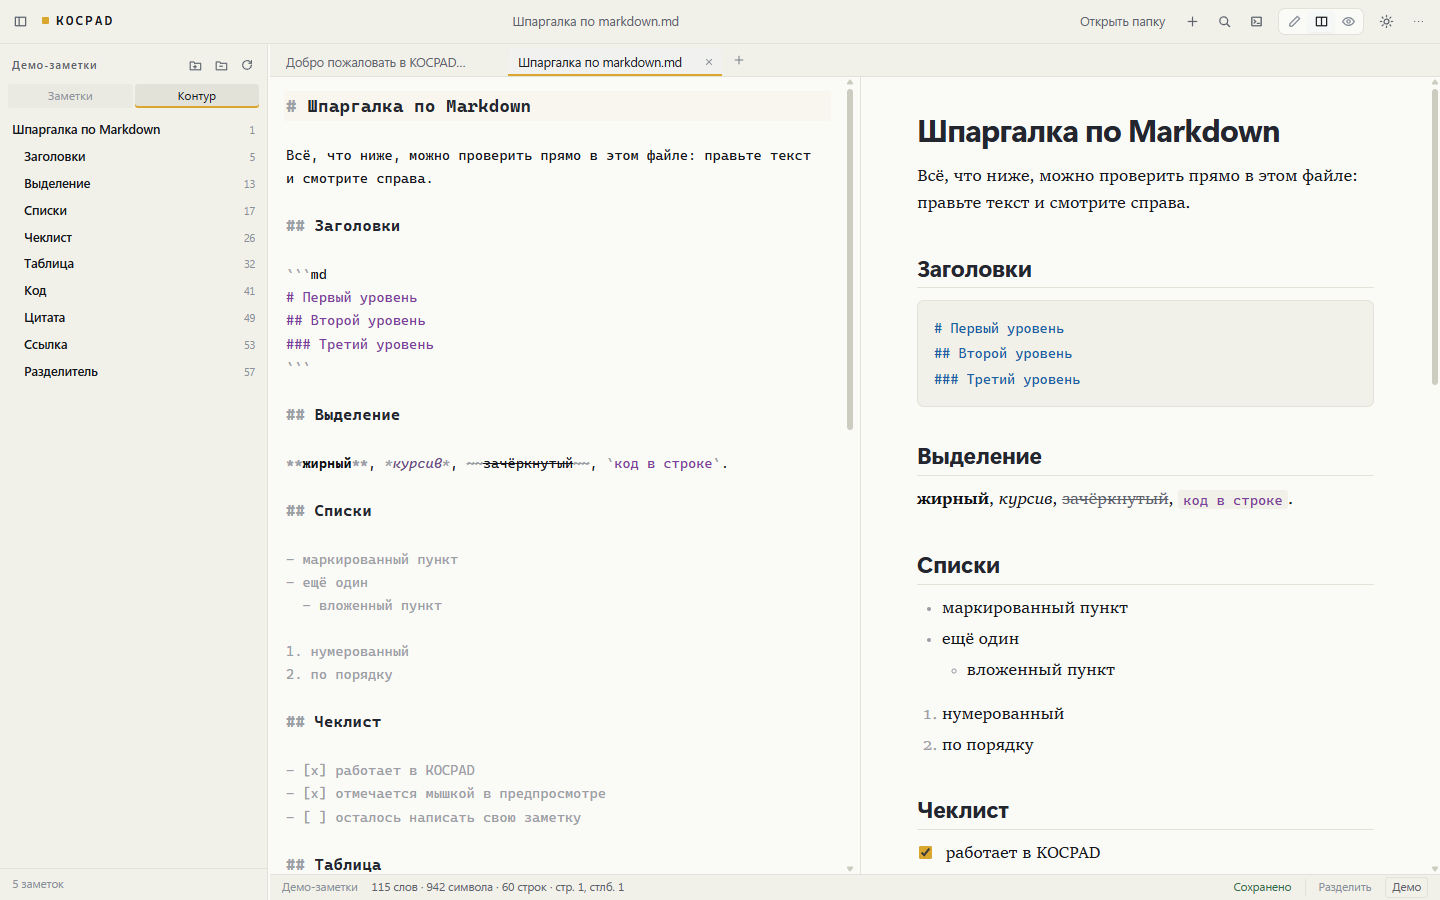 KOCPAD
Шпаргалка по markdown.md
Открыть папку
Демо-заметки
Заметки
Контур
Шпаргалка по Markdown 1
Заголовки 5
Выделение 13
Списки 17
Чеклист 26
Таблица 32
Код 41
Цитата 49
Ссылка 53
Разделитель 57
5 заметок
Добро пожаловать в KOCPAD...
Шпаргалка по markdown.md
# Шпаргалка по Markdown
Всё, что ниже, можно проверить прямо в этом файле: правьте текст
и смотрите справа.
## Заголовки
```md
# Первый уровень
## Второй уровень
### Третий уровень
```
## Выделение
**жирный**, *курсив*, ~~зачёркнутый~~, `код в строке`.
## Списки
- маркированный пункт
- ещё один
- вложенный пункт
1. нумерованный
2. по порядку
## Чеклист
- [x] работает в KOCPAD
- [x] отмечается мышкой в предпросмотре
- [ ] осталось написать свою заметку
## Таблица
Шпаргалка по Markdown
Всё, что ниже, можно проверить прямо в этом файле:
правьте текст и смотрите справа.
Заголовки
# Первый уровень
## Второй уровень
### Третий уровень
Выделение
жирный, курсив, зачёркнутый, код в строке.
Списки
• маркированный пункт
• ещё один
◦ вложенный пункт
1. нумерованный
2. по порядку
Чеклист
работает в KOCPAD
Демо-заметки
115 слов · 942 символа · 60 строк · стр. 1, стлб. 1
Сохранено
Разделить
Демо